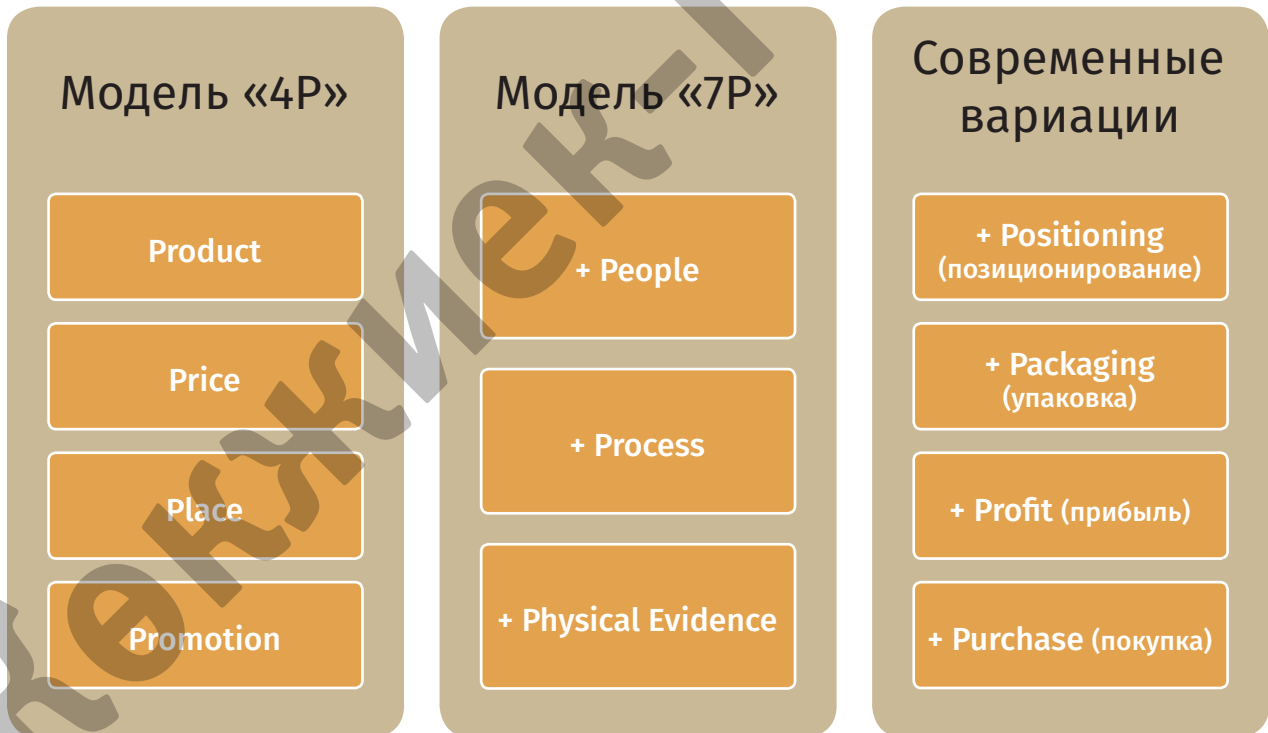 Модель «4P»
Product
Price
Place
Promotion
Модель «7P»
+ People
+ Process
+ Physical Evidence
Современные
вариации
+ Positioning
(позиционирование)
+ Packaging
(упаковка)
+ Profit (прибыль)
+ Purchase (покупка)